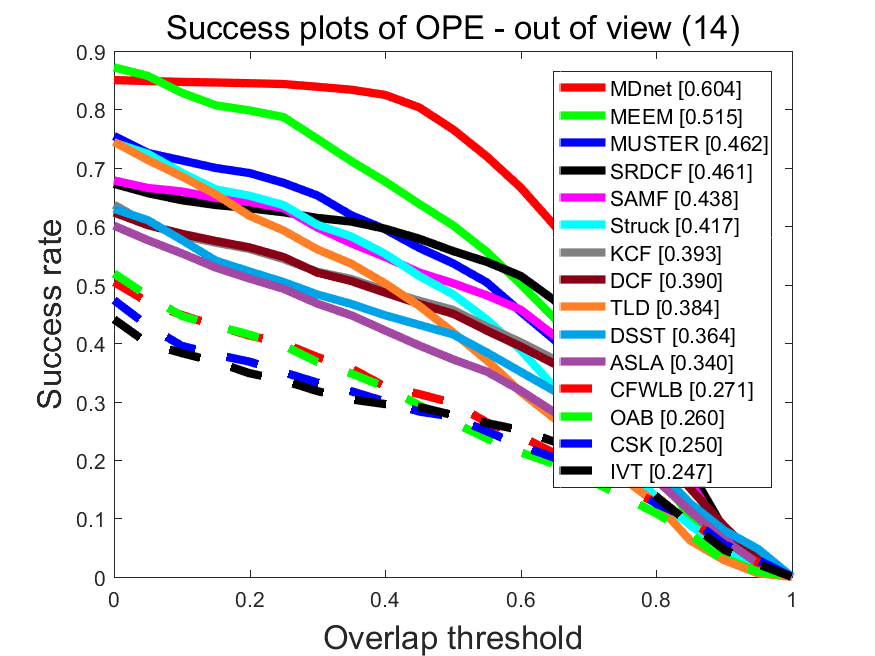 Success plots of OPE - out of view (14)
0.9
0.8
0.7
0.6
0.5
0.4
0.3
0.2
0.1
0
Success rate
MDnet [0.604]
MEEM [0.515]
MUSTER [0.462]
SRDCF [0.461]
SAMF [0.438]
Struck [0.417]
KCF [0.393]
DCF [0.390]
TLD [0.384]
DSST [0.364]
ASLA [0.340]
CFWLB [0.271]
OAB [0.260]
CSK [0.250]
IVT [0.247]
0 0.2 0.4 0.6 0.8 1
Overlap threshold